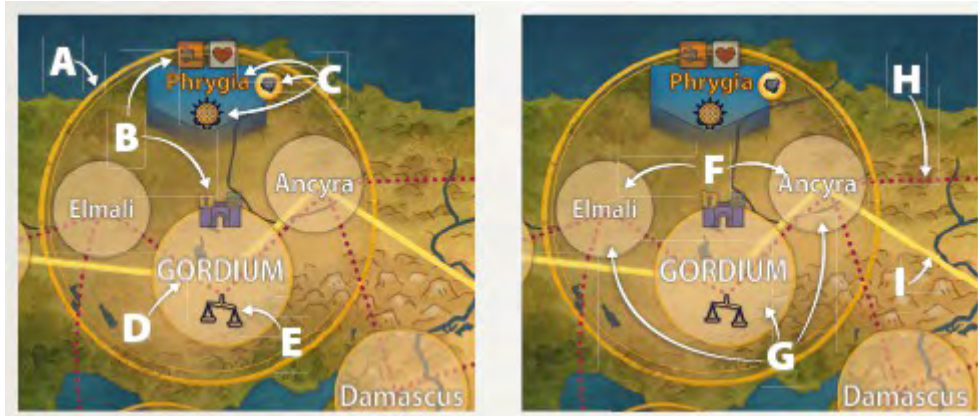 A
B
Phrygia
C
Ancyra
Elmali
GORDIUM
D
E
Damascus
Phrygia
H
F
Ancyra
Elmali
GORDIUM
I
G
Damascus